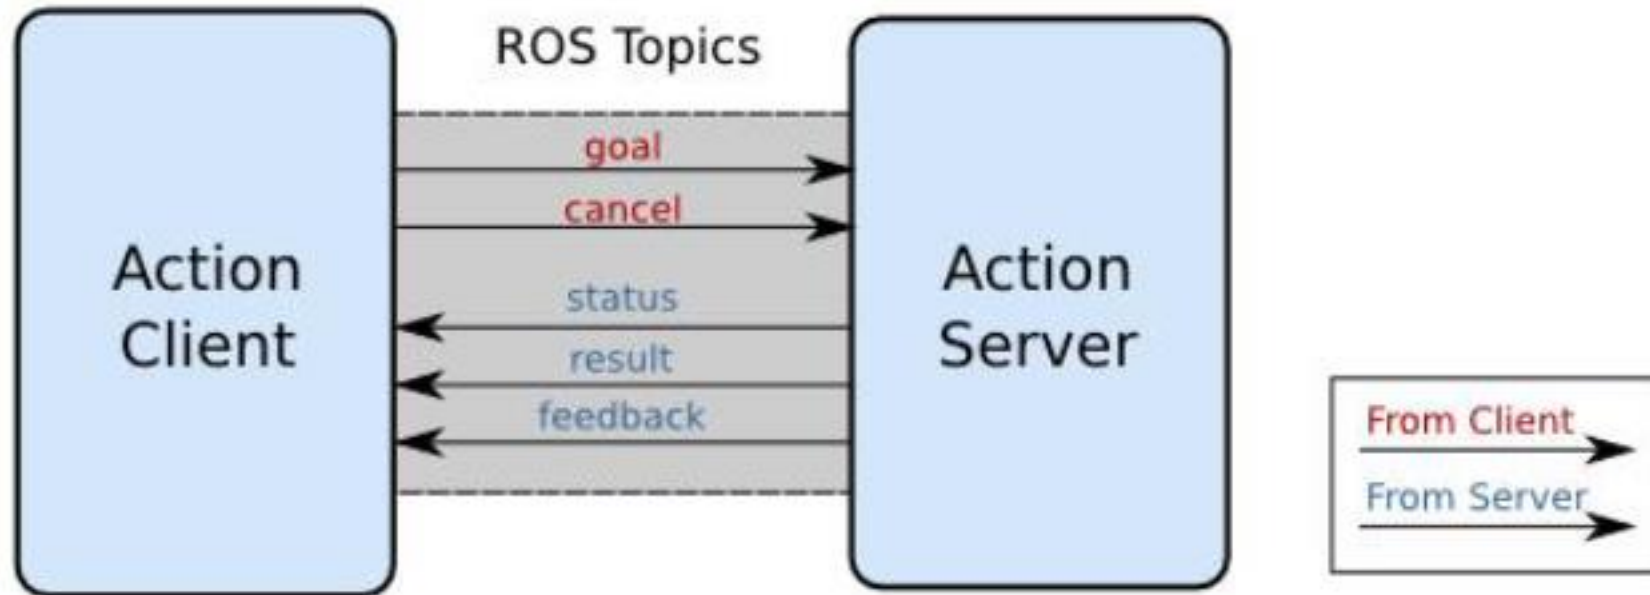 ROS Topics
goal
cancel
Action
Client
status
result
feedback
Action
Server
From Client
From Server